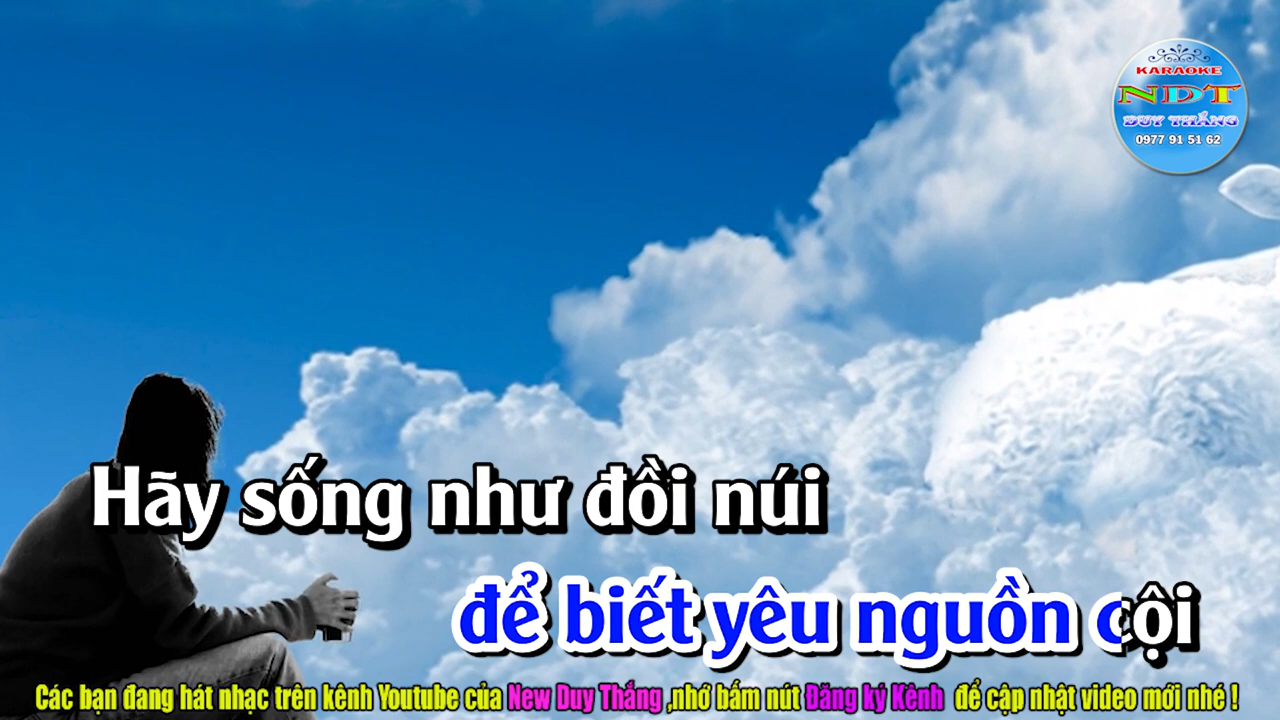 KARAOKE
NDT
DUY THẮNG
0977 91 51 62
Hãy sống như đồi núi
để biết yêu nguồn cội
Các bạn đang hát nhạc trên kênh Youtube của New Duy Thắng ,nhớ bấm nút Đăng ký Kênh để cập nhật video mới nhé !